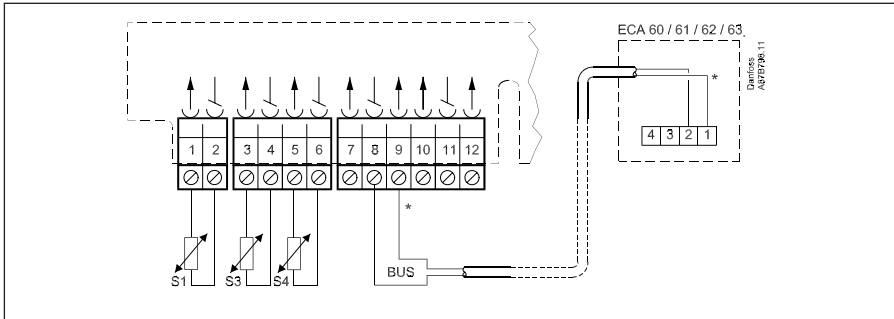 ECA 60 / 61 / 62 / 63
Danfoss
A87B798.11
*
4 3 2 1
1 2 3 4 5 6 7 8 9 10 11 12
*
S1 S3 S4 BUS